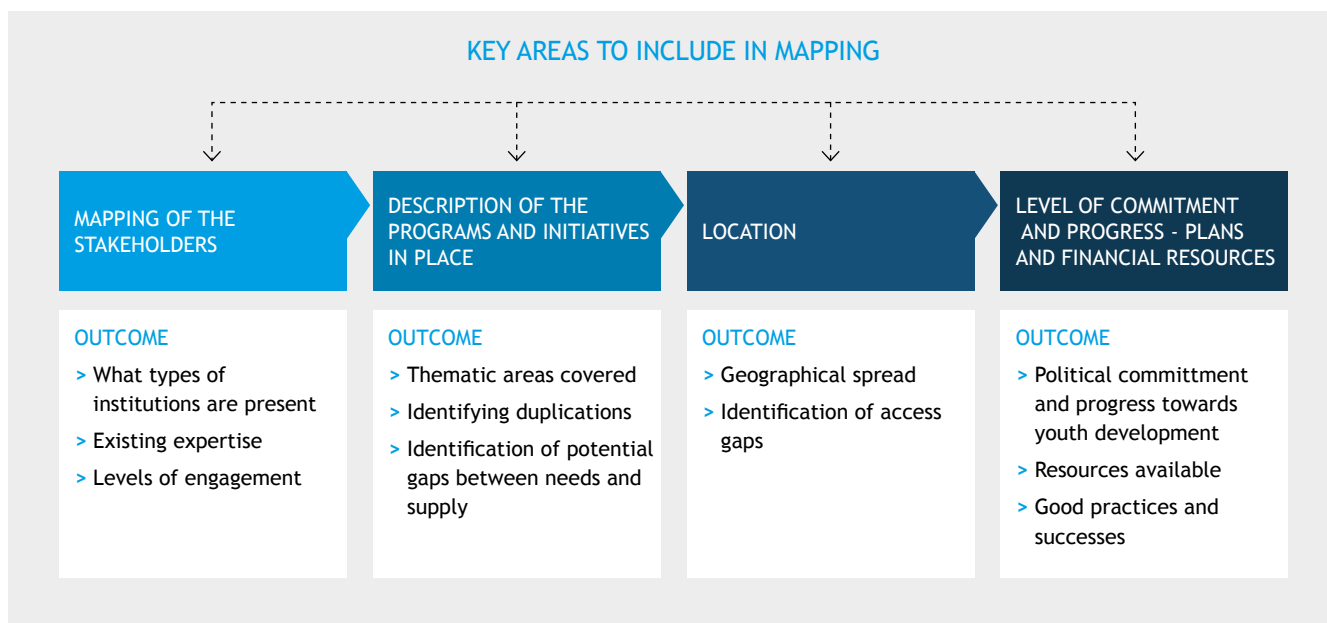 KEY AREAS TO INCLUDE IN MAPPING
MAPPING OF THE
STAKEHOLDERS
OUTCOME
> What types of
institutions are present
> Existing expertise
> Levels of engagement
DESCRIPTION OF THE
PROGRAMS AND INITIATIVES
IN PLACE
OUTCOME
> Thematic areas covered
> Identifying duplications
> Identification of potential
gaps between needs and
supply
LOCATION
OUTCOME
> Geographical spread
> Identification of access
gaps
LEVEL OF COMMITMENT
AND PROGRESS - PLANS
AND FINANCIAL RESOURCES
OUTCOME
> Political committment
and progress towards
youth development
> Resources available
> Good practices and
successes